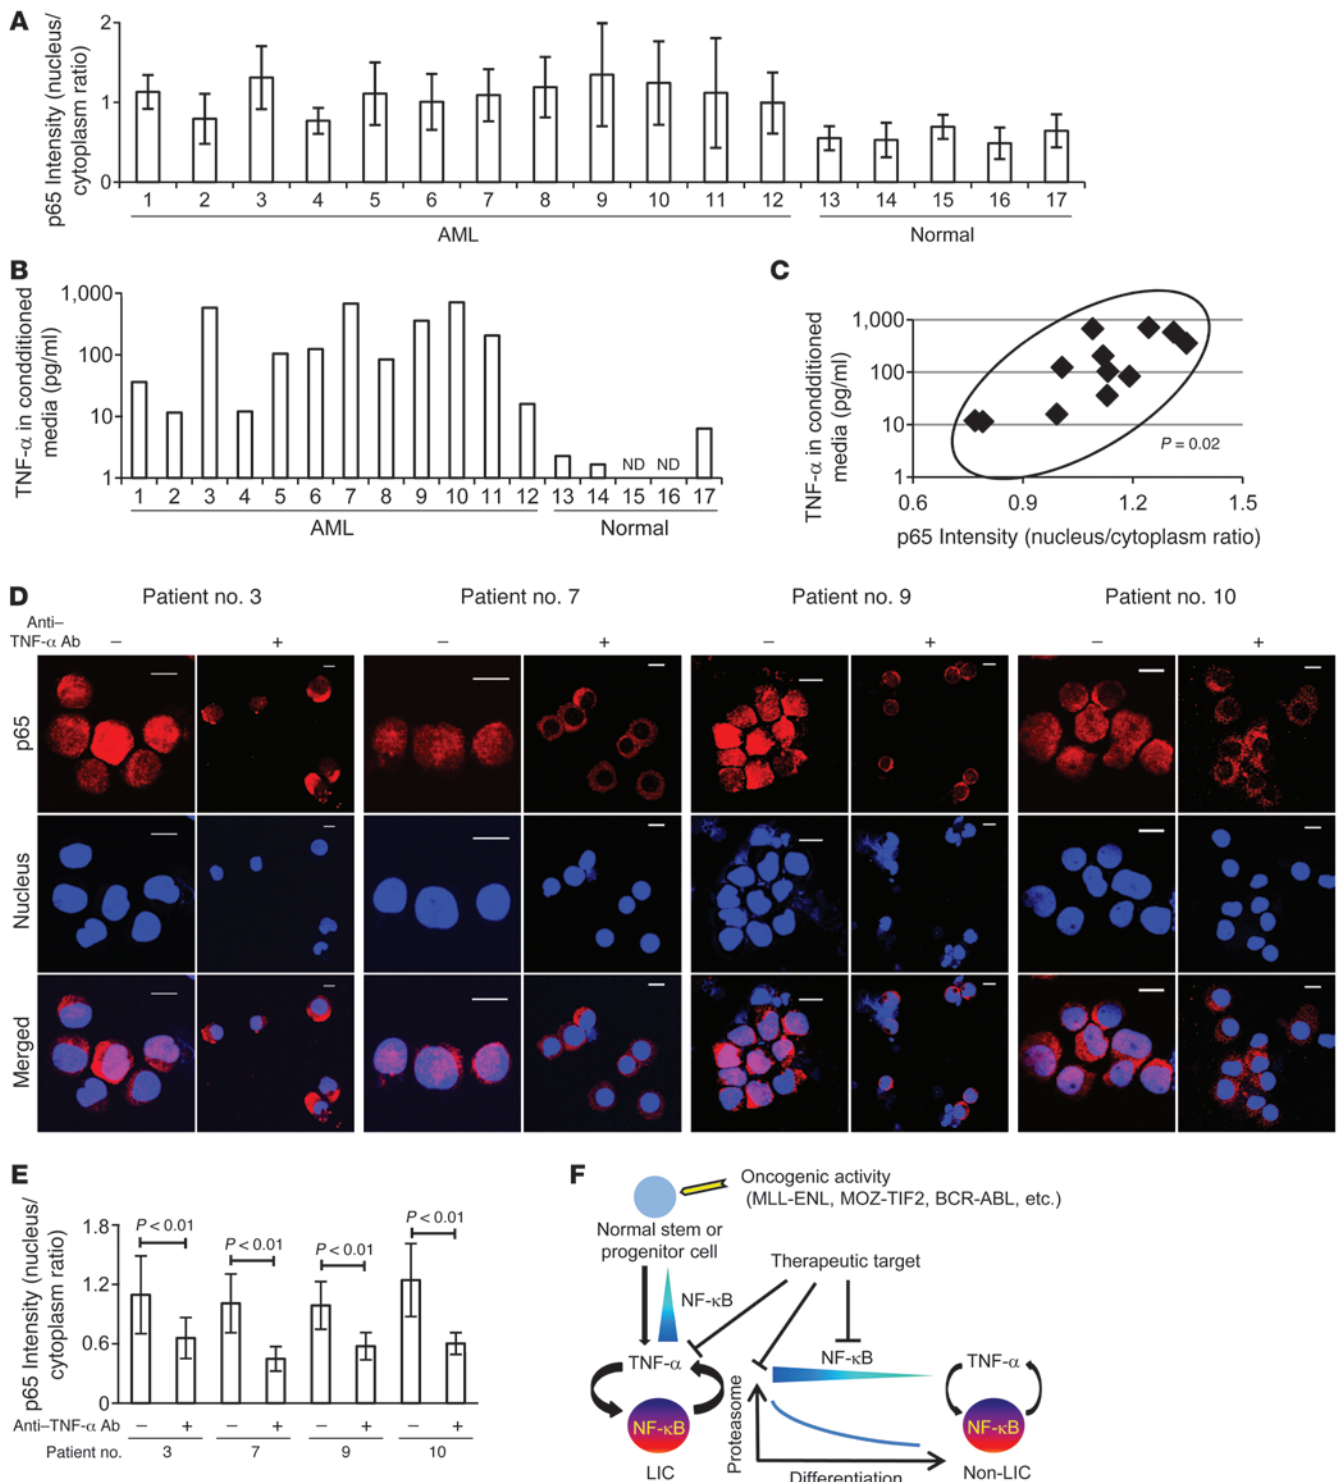 A
p65 Intensity (nucleus/
cytoplasm ratio)
2
1
0
1 2 3 4 5 6 7 8 9 10 11 12 13 14 15 16 17
AML Normal
B
TNF-α in condditioned
media (pg/ml)
1,000
100
10
1
ND ND
1 2 3 4 5 6 7 8 9 10 11 12 13 14 15 16 17
AML Normal
C
TNF-α in condditioned
media (pg/ml)
1,000
100
10
1
P = 0.02
0.6 0.9 1.2 1.5
p65 Intensity (nucleus/cytoplasm ratio)
D
Patient no. 3 Patient no. 7 Patient no. 9 Patient no. 10
Anti–
TNF-α Ab – + – + – + – +
p65
Nucleus
Merged
E
p65 Intensity (nucleus/
cytoplasm ratio)
1.8
1.2
0.6
0
P < 0.01 P < 0.01 P < 0.01 P < 0.01
Anti–TNF-α Ab – + – + – + – +
Patient no. 3 7 9 10
F
Oncogenic activity
(MLL-ENL, MOZ-TIF2, BCR-ABL, etc.)
Normal stem or
progenitor cell
Therapeutic target
NF-κB
TNF-α
NF-κB
TNF-α
Proteasome
NF-κB
NF-κB
LIC
Differentiation
Non-LIC